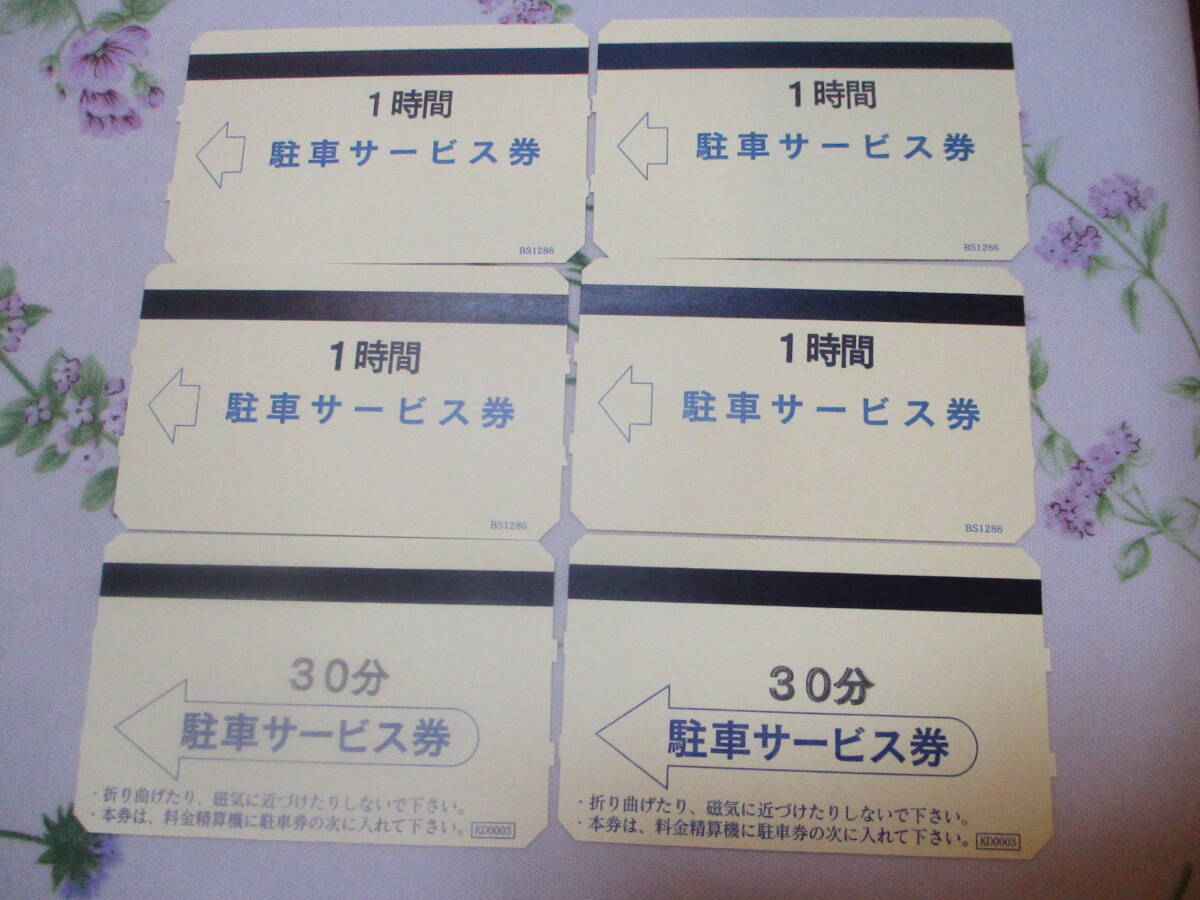 1時間
駐車サービス券
BS1286
1時間
駐車サービス券
BS1286
1時間
駐車サービス券
BS1286
1時間
駐車サービス券
BS1286
30分
駐車サービス券
・折り曲げたり、磁気に近づけたりしないで下さい。
・本券は、料金精算機に駐車券の次に入れて下さい。 KD0003
30分
駐車サービス券
・折り曲げたり、磁気に近づけたりしないで下さい。
・本券は、料金精算機に駐車券の次に入れて下さい。 KD0003